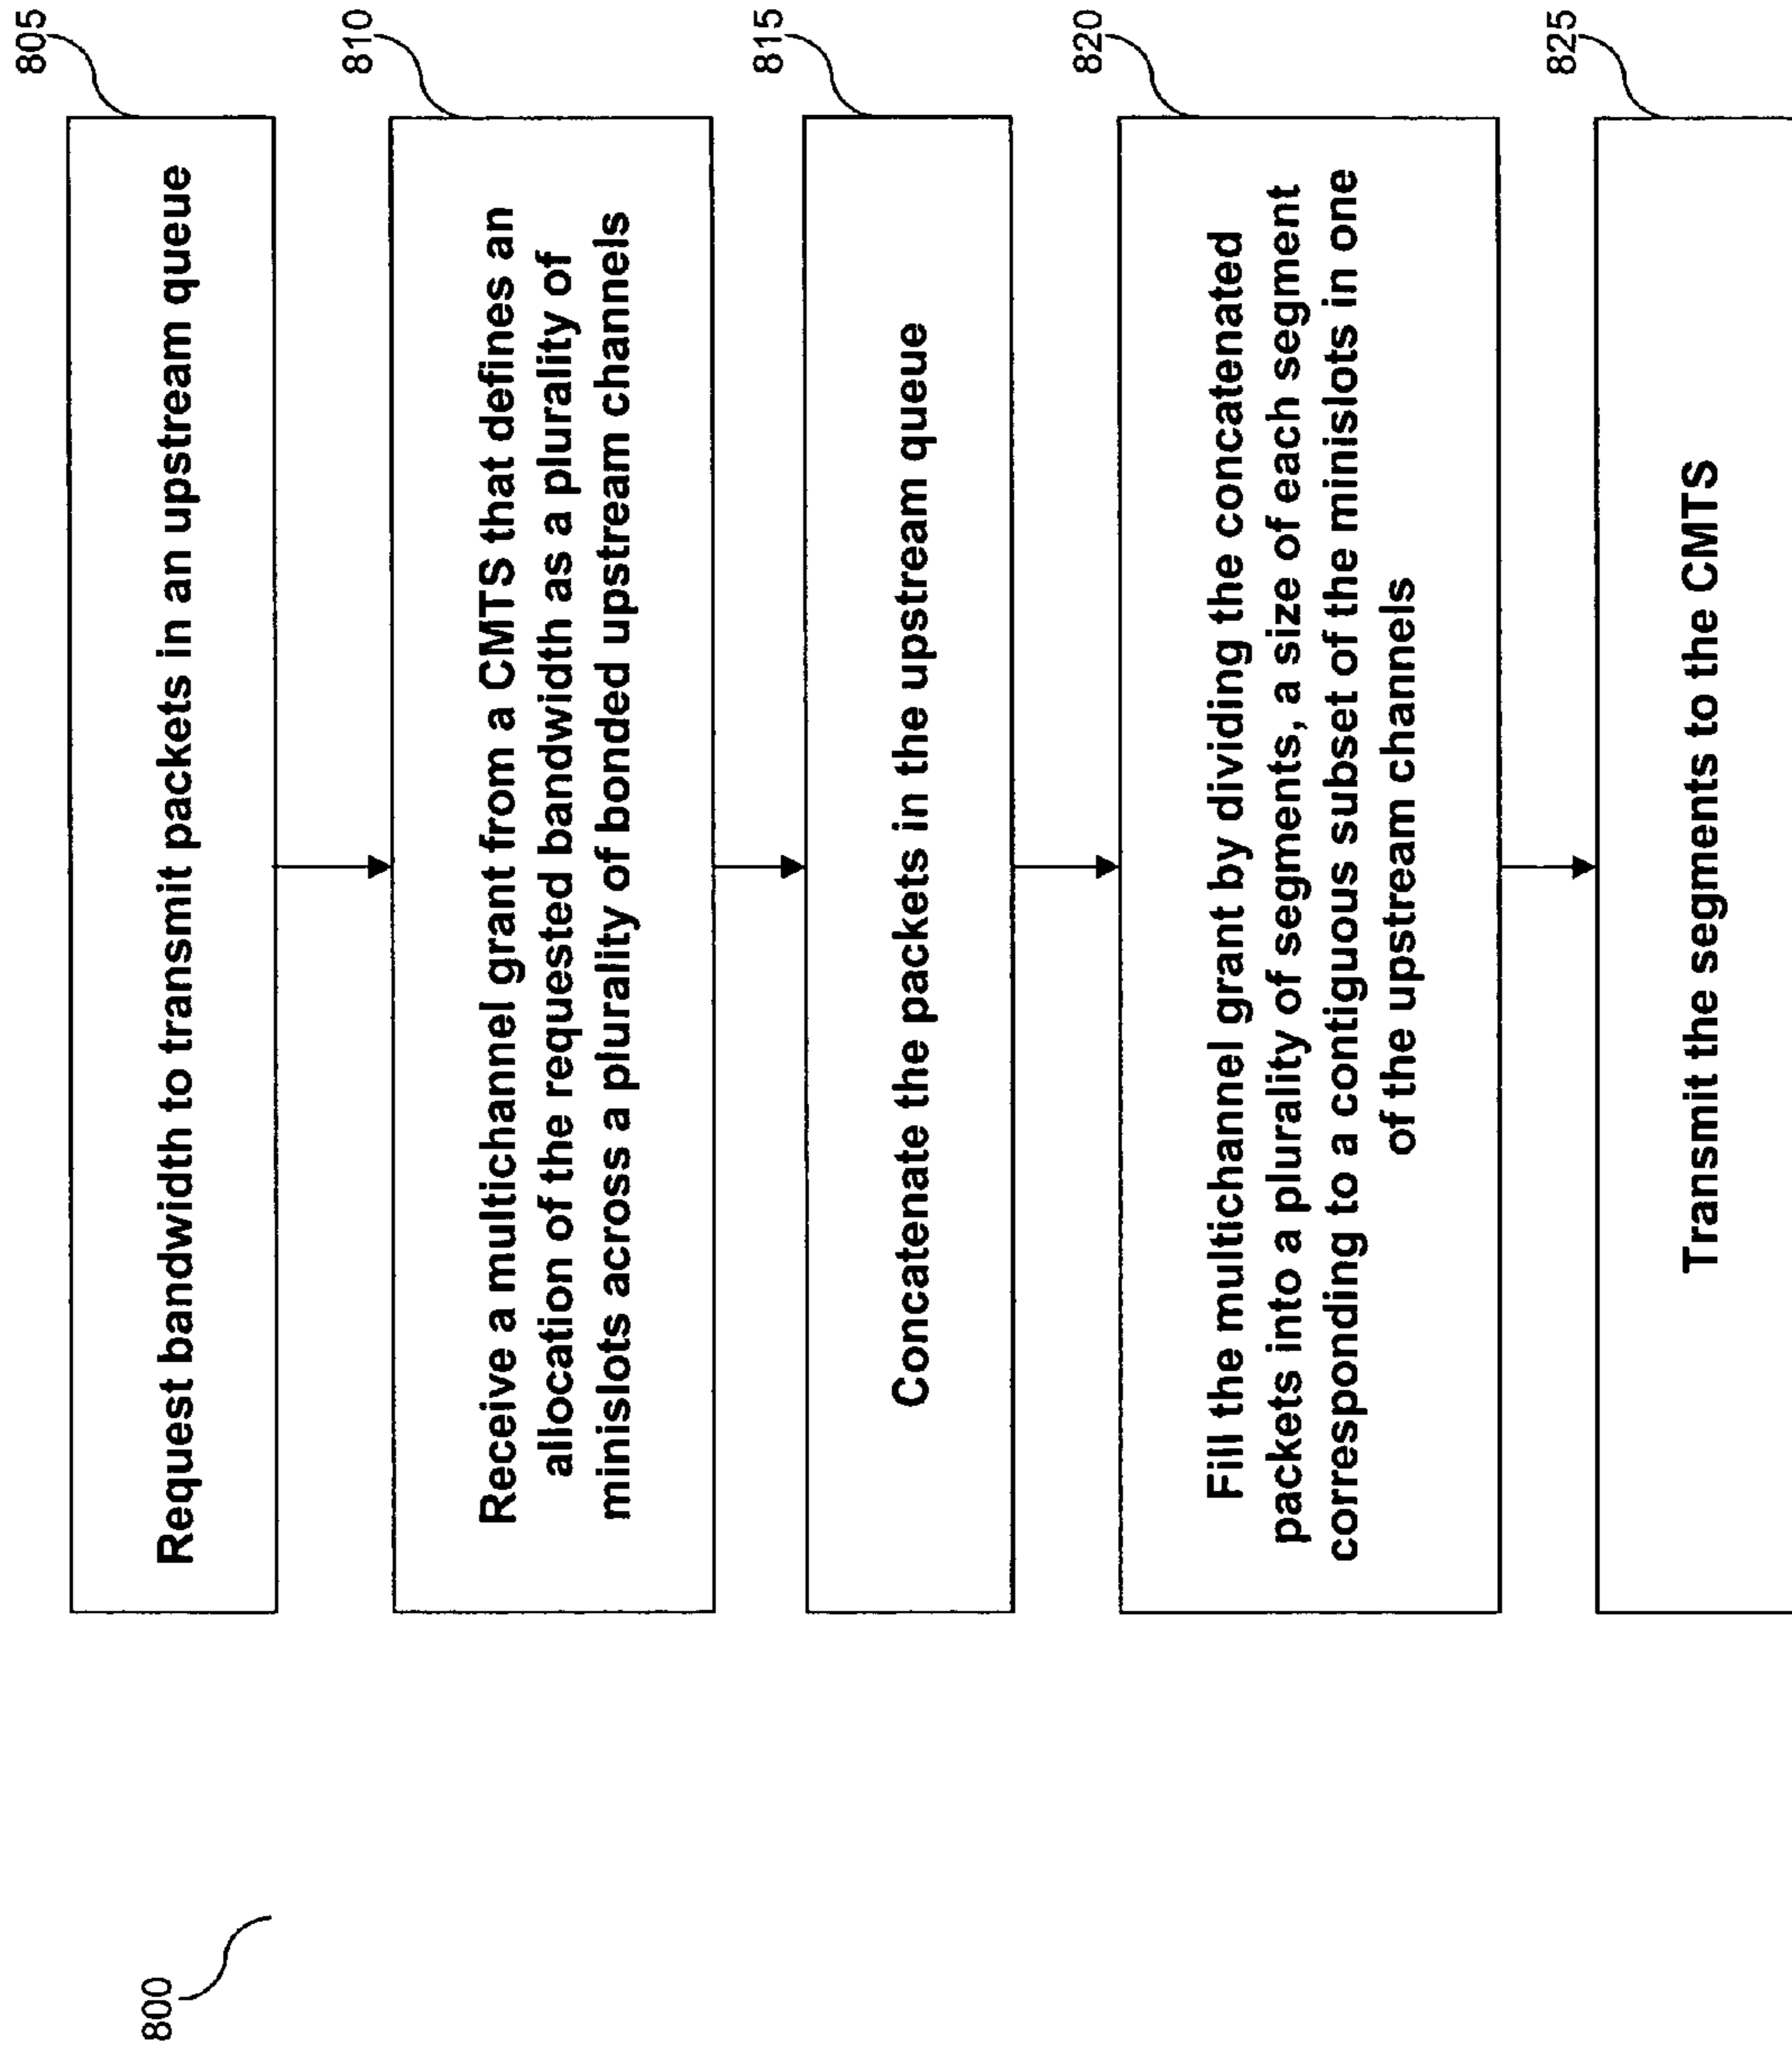 800
805
Request bandwidth to transmit packets in an upstream queue
810
Receive a multichannel grant from a CMTS that defines an
allocation of the requested bandwidth as a plurality of
minislots across a plurality of bonded upstream channels
815
Concatenate the packets in the upstream queue
820
Fill the multichannel grant by dividing the concatenated
packets into a plurality of segments, a size of each segment
corresponding to a contiguous subset of the minislots in one
of the upstream channels
825
Transmit the segments to the CMTS